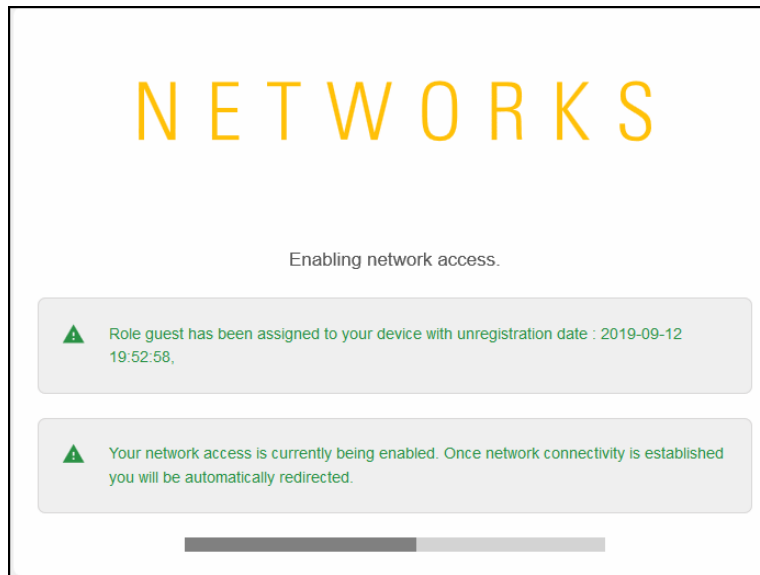 NETWORKS
Enabling network access.
Role guest has been assigned to your device with unregistration date : 2019-09-12
19:52:58,
Your network access is currently being enabled. Once network connectivity is established
you will be automatically redirected.